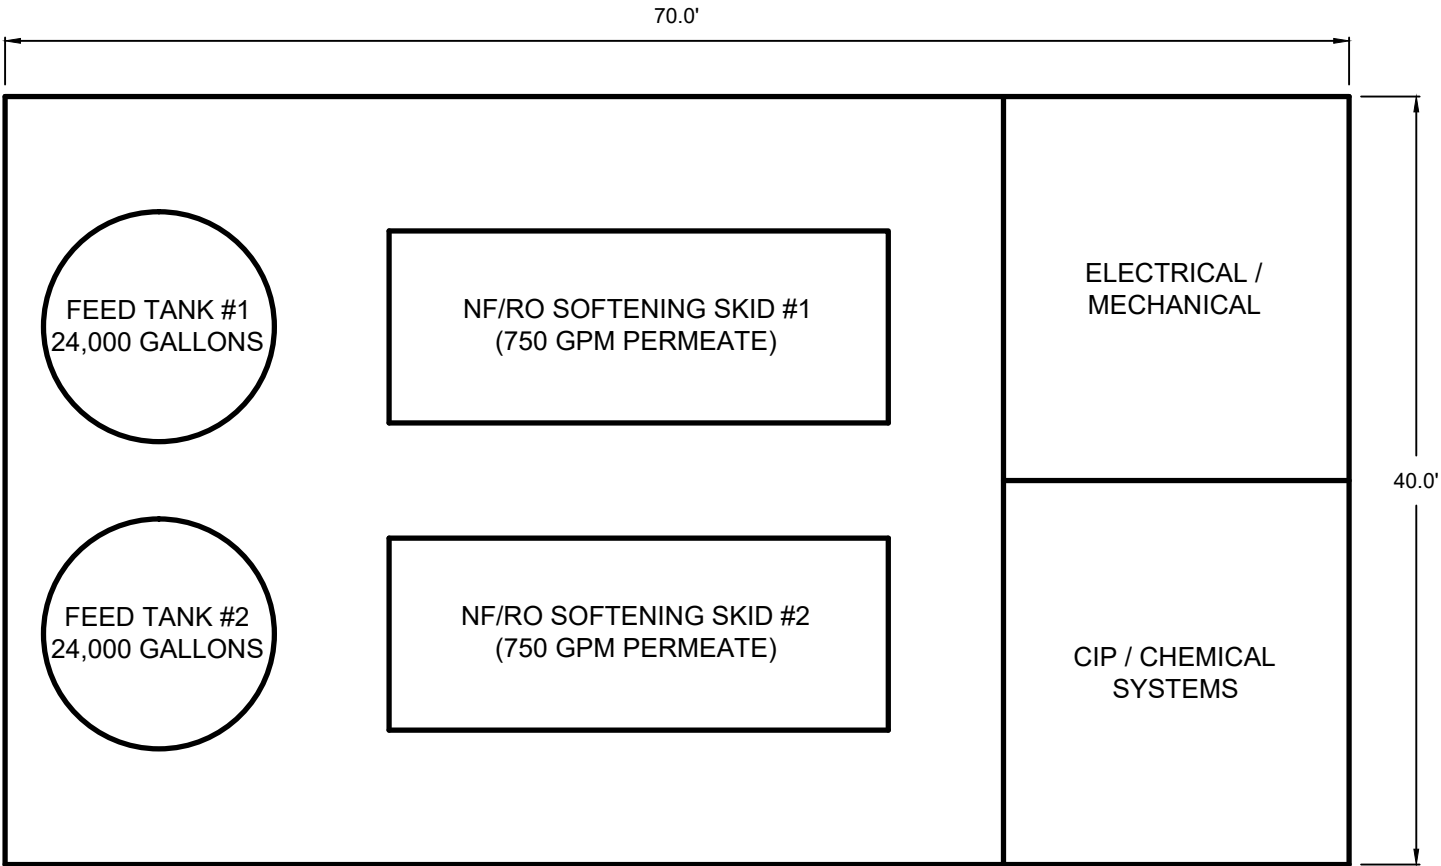 70.0'
FEED TANK #1
24,000 GALLONS
NF/RO SOFTENING SKID #1
(750 GPM PERMEATE)
ELECTRICAL /
MECHANICAL
40.0'
FEED TANK #2
24,000 GALLONS
NF/RO SOFTENING SKID #2
(750 GPM PERMEATE)
CIP / CHEMICAL
SYSTEMS